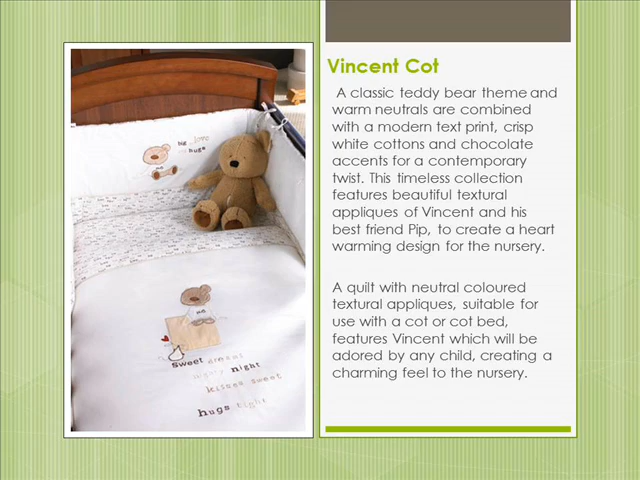 Vincent Cot
A classic teddy bear theme and
warm neutrals are combined
with a modern text print, crisp
white cottons and chocolate
accents for a contemporary
twist. This timeless collection
features beautiful textural
appliques of Vincent and his
best friend Pip, to create a heart
warming design for the nursery.
A quilt with neutral coloured
textural appliques, suitable for
use with a cot or cot bed,
features Vincent which will be
adored by any child, creating a
charming feel to the nursery.
big love
hugs
sweet dreams
night night
kisses sweet
hugs tight